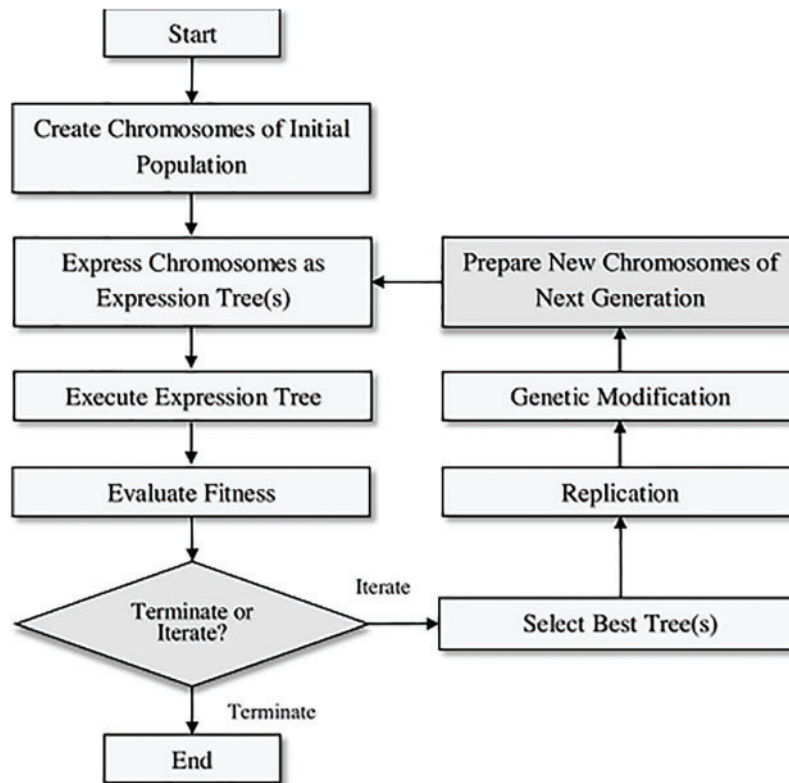 Start
Create Chromosomes of Initial
Population
Express Chromosomes as
Expression Tree(s)
Prepare New Chromosomes of
Next Generation
Execute Expression Tree
Genetic Modification
Evaluate Fitness
Replication
Terminate or
Iterate?
Iterate
Select Best Tree(s)
Terminate
End